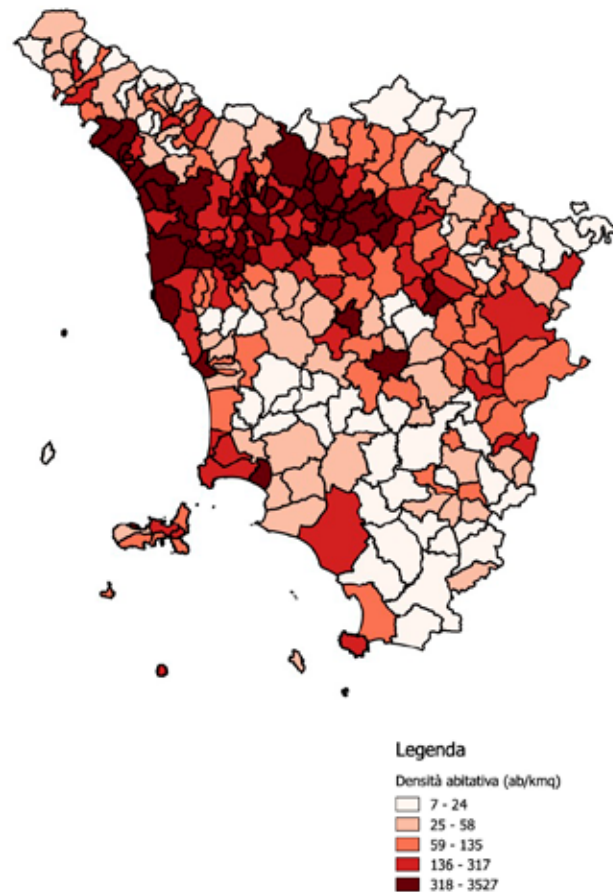 Legenda
Densità abitativa (ab/kmq)
7 - 24
25 - 58
59 - 135
136 - 317
318 - 3527